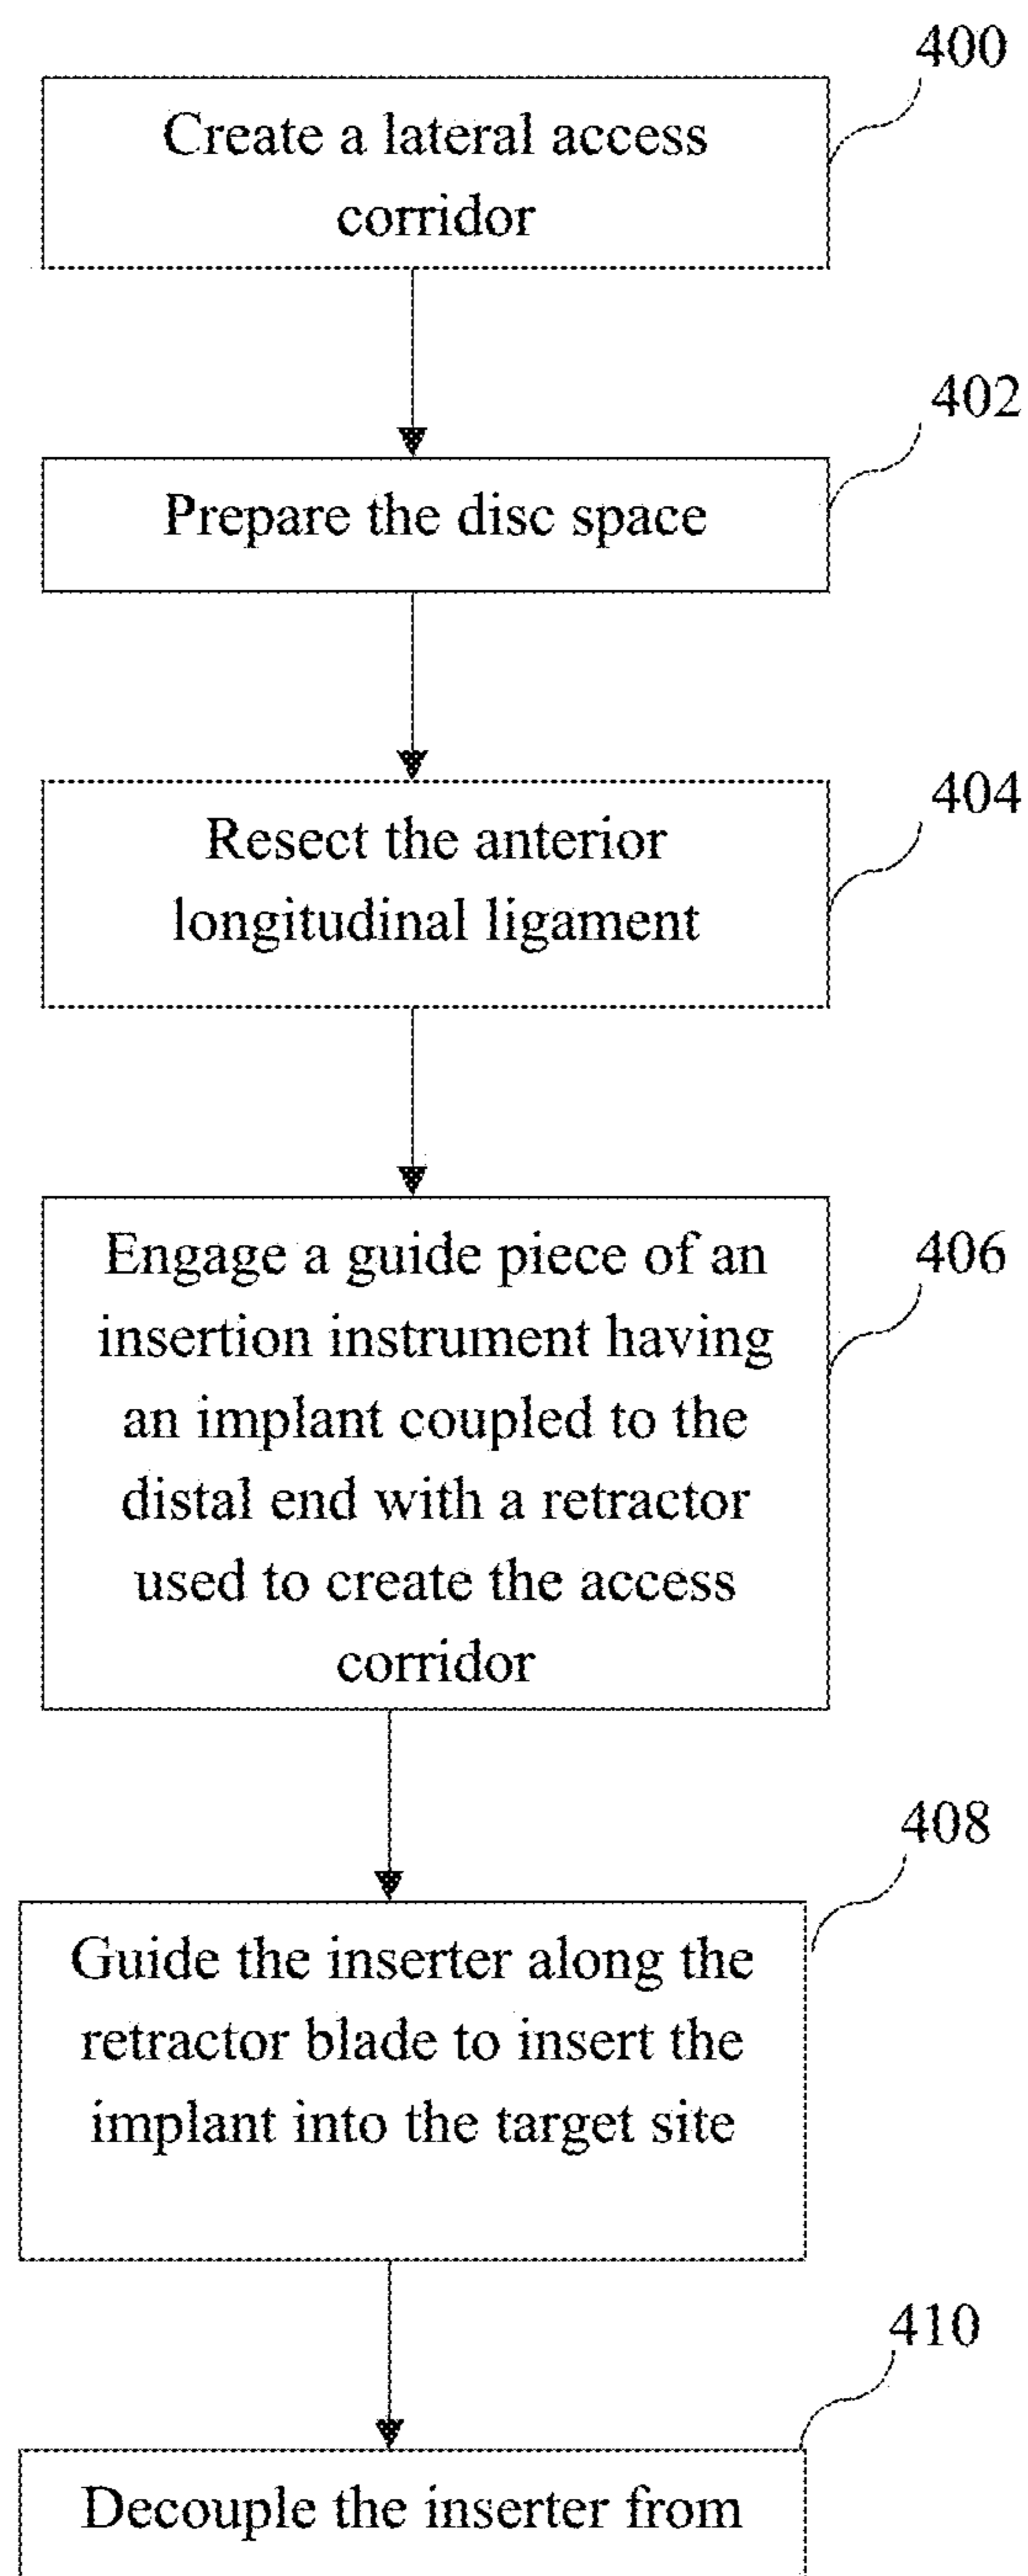 400
Create a lateral access
corridor
402
Prepare the disc space
404
Resect the anterior
longitudinal ligament
406
Engage a guide piece of an
insertion instrument having
an implant coupled to the
distal end with a retractor
used to create the access
corridor
408
Guide the inserter along the
retractor blade to insert the
implant into the target site
410
Decouple the inserter from